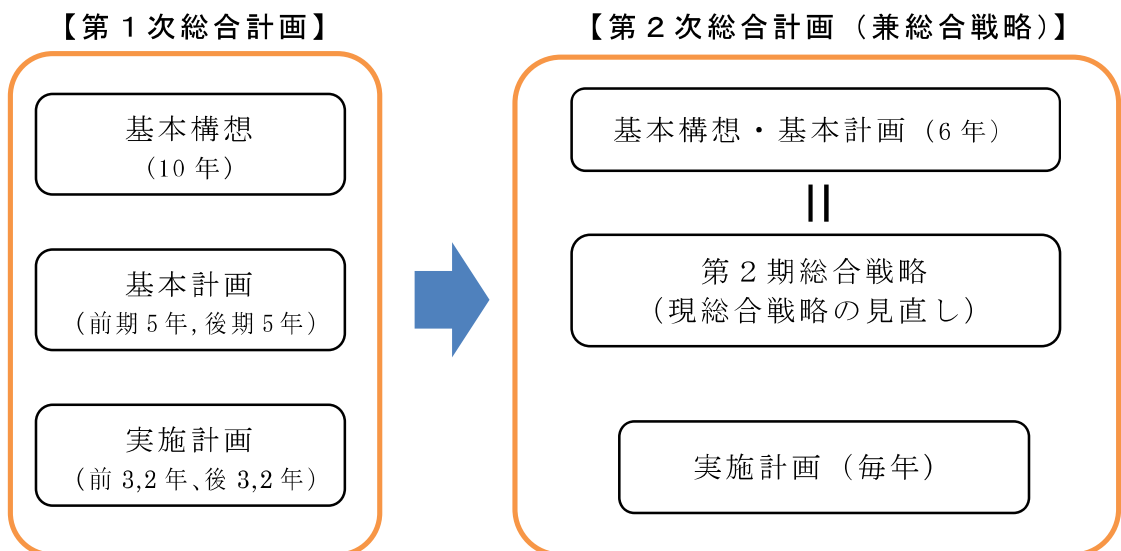 【第１次総合計画】
基本構想
(10 年)
基本計画
(前期 5 年, 後期 5 年)
実施計画
(前 3,2 年、後 3,2 年)
【第２次総合計画（兼総合戦略）】
基本構想・基本計画（6 年）
||
第２期総合戦略
(現総合戦略の見直し)
実施計画（毎年）